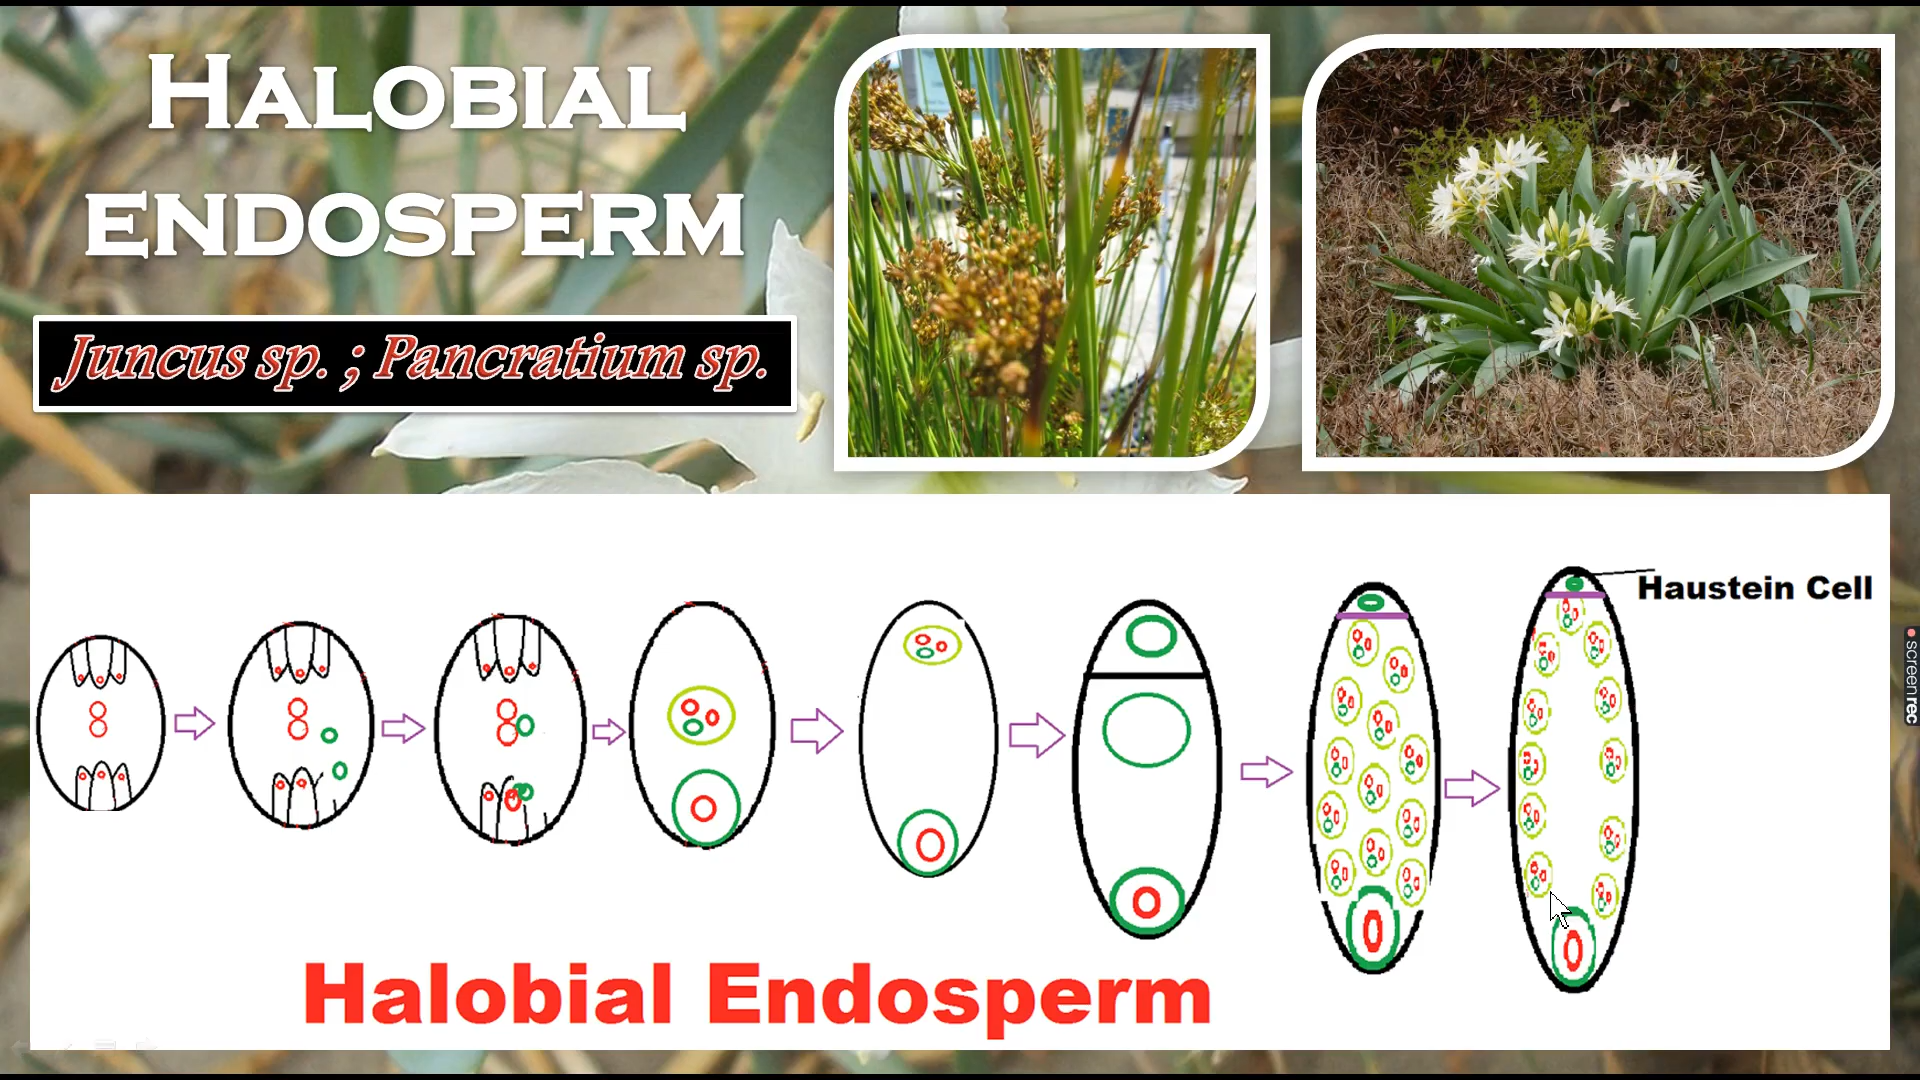 HALOBIAL
ENDOSPERM
Juncus sp. ; Pancratium sp.
Haustein Cell
Halobial Endosperm
screenrec